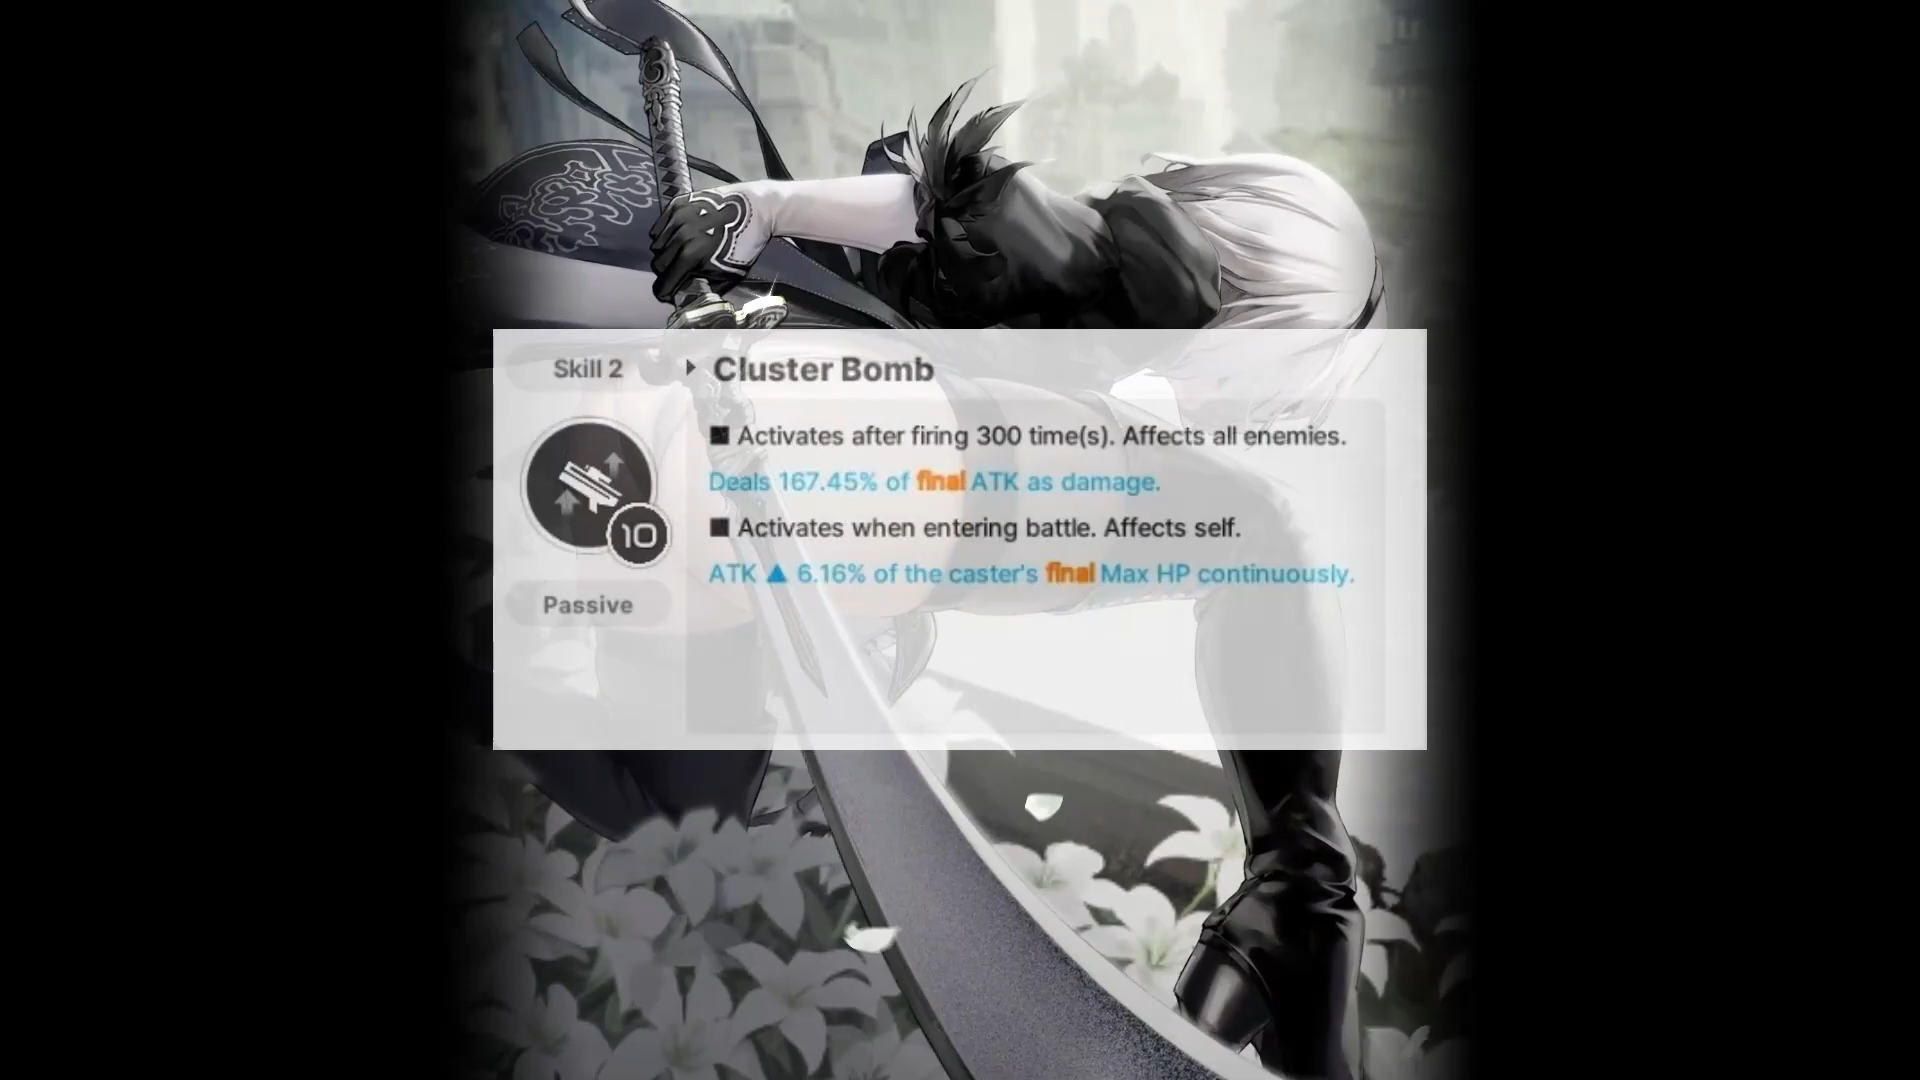 Skill 2
Cluster Bomb
■ Activates after firing 300 time(s). Affects all enemies.
Deals 167.45% of final ATK as damage.
■ Activates when entering battle. Affects self.
ATK ▲ 6.16% of the caster's final Max HP continuously.
10
Passive